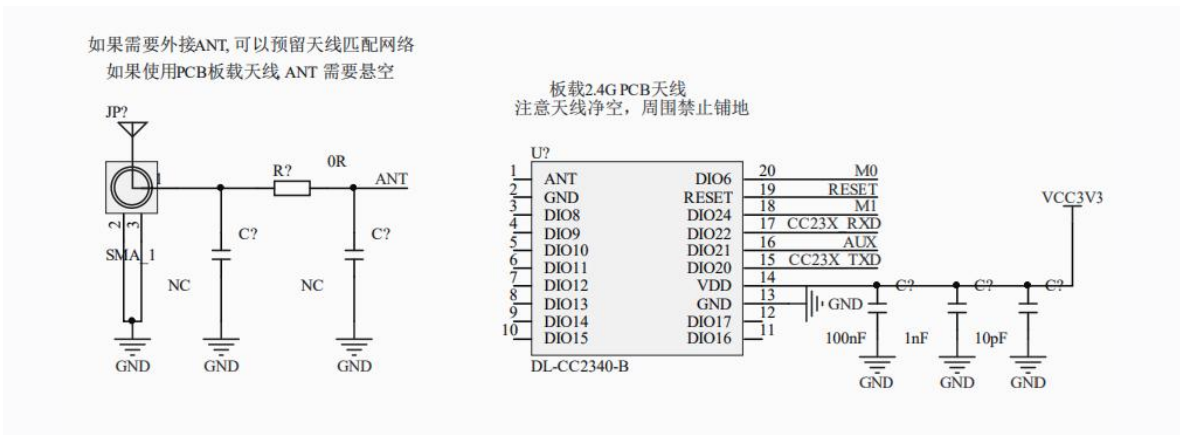 如果需要外接ANT, 可以预留天线匹配网络
如果使用PCB板载天线 ANT 需要悬空
JP?
1
2
3
SMA_1
R?
0R
ANT
C?
NC
C?
NC
GND
GND
GND
板载2.4G PCB天线
注意天线净空，周围禁止铺地
U?
1 ANT
2 GND
3 DIO8
4 DIO9
5 DIO10
6 DIO11
7 DIO12
8 DIO13
9 DIO14
10 DIO15
DIO6 20 M0
RESET 19 RESET
DIO24 18 M1
DIO22 17 CC23X_RXD
DIO21 16 AUX
DIO20 15 CC23X_TXD
VDD 14
GND 13 GND
DIO17 12
DIO16 11
DL-CC2340-B
VCC3V3
C?
C?
C?
100nF
1nF
10pF
GND
GND
GND